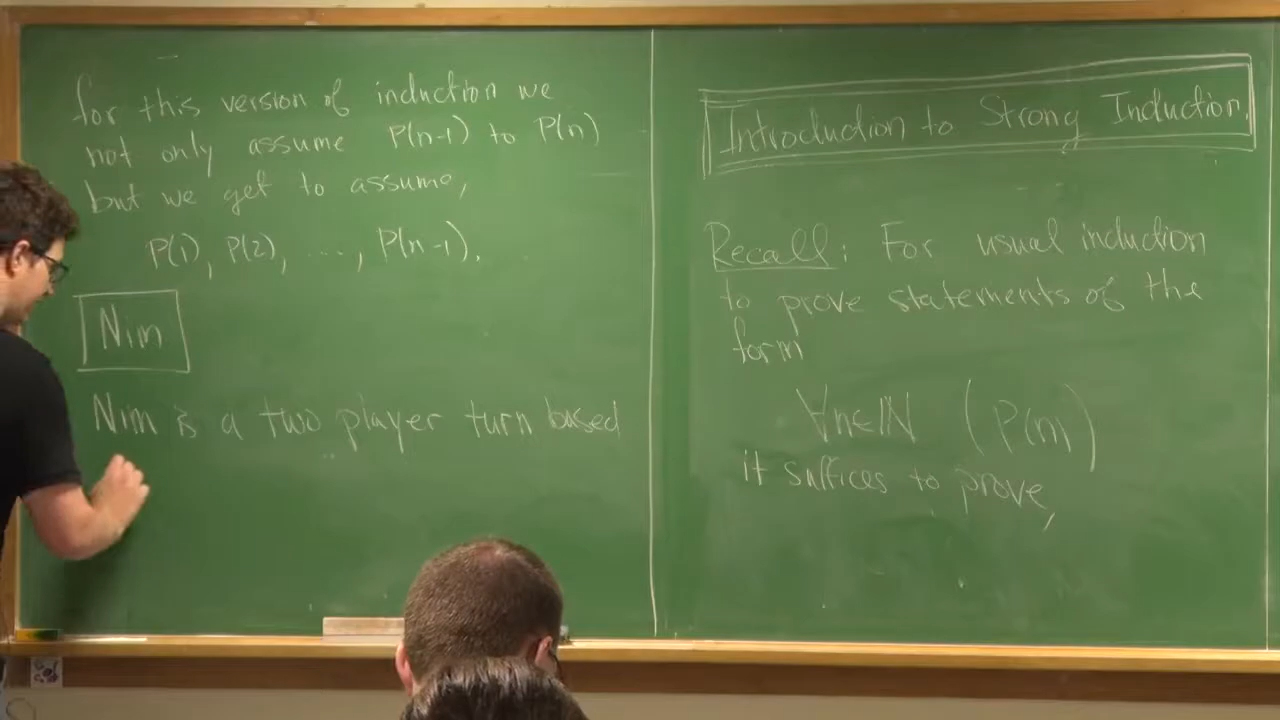 for this version of induction we
not only assume P(n-1) to P(n)
but we get to assume,
P(1), P(2), ..., P(n-1).
Nim
Nim is a two player turn based
Introduction to Strong Induction.
Recall: For usual induction
to prove statements of the
form
∀n∈ℕ (P(n))
it suffices to prove,